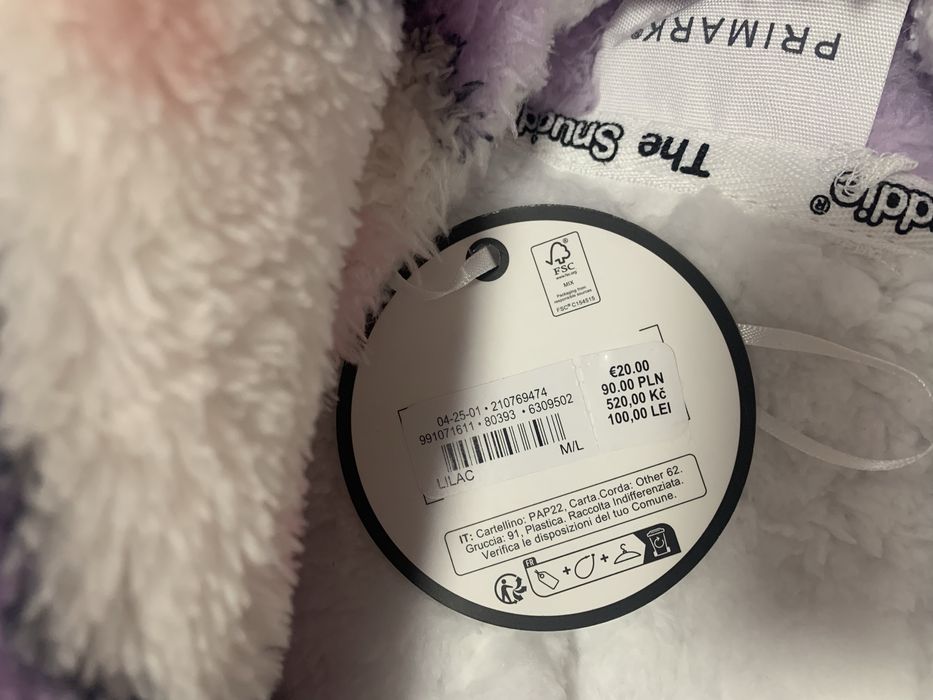 PRIMARK®
The Snudd
ddie®
FSC
www.fsc.org
MIX
Packaging from
responsible sources
FSC® C154519
04-25-01 • 210769474
991071611 • 80393 • 6309502
LILAC
M/L
€20.00
90.00 PLN
520,00 Kč
100,00 LEI
IT: Cartellino: PAP22, Carta.Corda: Other 62.
Gruccia: 91, Plastica. Raccolta Indifferenziata.
Verifica le disposizioni del tuo Comune.
FR
+ +